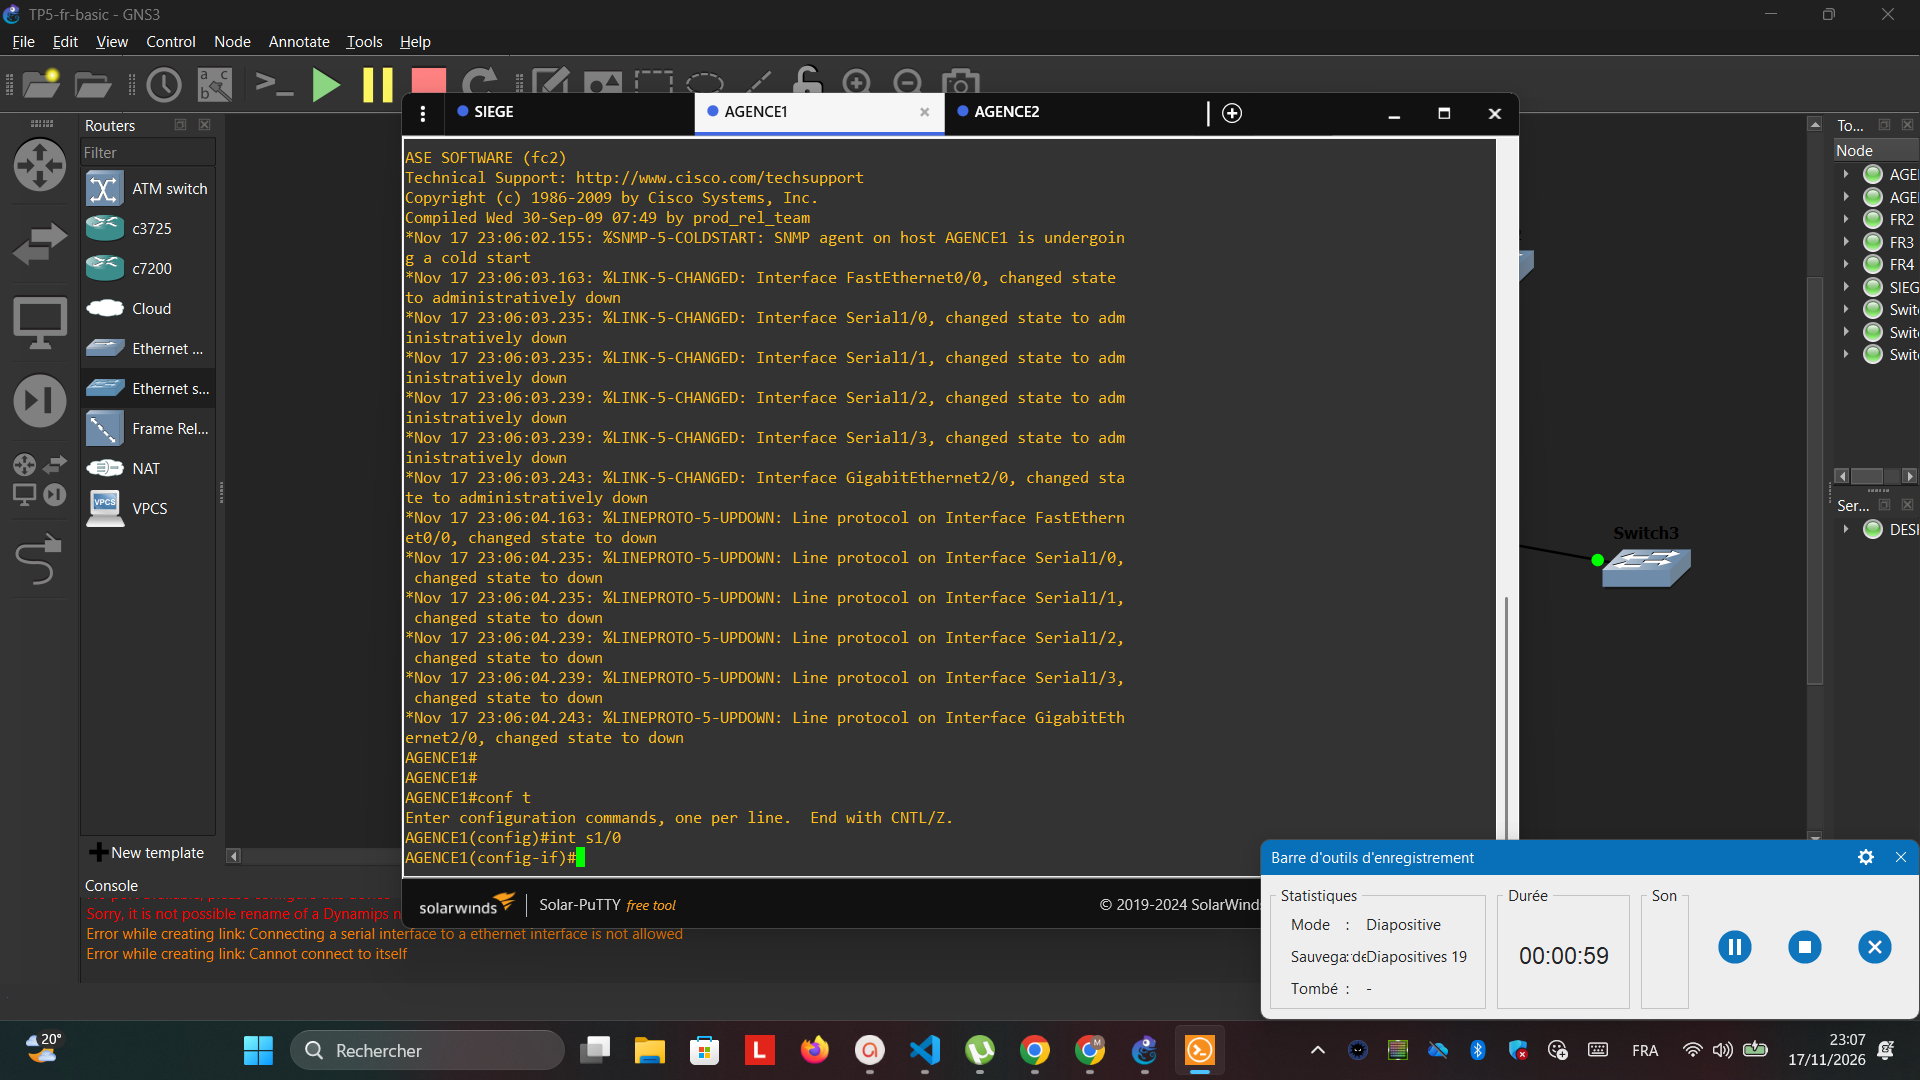 TP5-fr-basic - GNS3
File Edit View Control Node Annotate Tools Help
SIEGE
AGENCE1
AGENCE2
Routers
Filter
ATM switch
c3725
c7200
Cloud
Ethernet ...
Ethernet s...
Frame Rel...
NAT
VPCS
New template
ASE SOFTWARE (fc2)
Technical Support: http://www.cisco.com/techsupport
Copyright (c) 1986-2009 by Cisco Systems, Inc.
Compiled Wed 30-Sep-09 07:49 by prod_rel_team
*Nov 17 23:06:02.155: %SNMP-5-COLDSTART: SNMP agent on host AGENCE1 is undergoin
g a cold start
*Nov 17 23:06:03.163: %LINK-5-CHANGED: Interface FastEthernet0/0, changed state
to administratively down
*Nov 17 23:06:03.235: %LINK-5-CHANGED: Interface Serial1/0, changed state to adm
inistratively down
*Nov 17 23:06:03.235: %LINK-5-CHANGED: Interface Serial1/1, changed state to adm
inistratively down
*Nov 17 23:06:03.239: %LINK-5-CHANGED: Interface Serial1/2, changed state to adm
inistratively down
*Nov 17 23:06:03.239: %LINK-5-CHANGED: Interface Serial1/3, changed state to adm
inistratively down
*Nov 17 23:06:03.243: %LINK-5-CHANGED: Interface GigabitEthernet2/0, changed sta
te to administratively down
*Nov 17 23:06:04.163: %LINEPROTO-5-UPDOWN: Line protocol on Interface FastEthern
et0/0, changed state to down
*Nov 17 23:06:04.235: %LINEPROTO-5-UPDOWN: Line protocol on Interface Serial1/0,
changed state to down
*Nov 17 23:06:04.235: %LINEPROTO-5-UPDOWN: Line protocol on Interface Serial1/1,
changed state to down
*Nov 17 23:06:04.239: %LINEPROTO-5-UPDOWN: Line protocol on Interface Serial1/2,
changed state to down
*Nov 17 23:06:04.239: %LINEPROTO-5-UPDOWN: Line protocol on Interface Serial1/3,
changed state to down
*Nov 17 23:06:04.243: %LINEPROTO-5-UPDOWN: Line protocol on Interface GigabitEth
ernet2/0, changed state to down
AGENCE1#
AGENCE1#
AGENCE1#conf t
Enter configuration commands, one per line.  End with CNTL/Z.
AGENCE1(config)#int s1/0
AGENCE1(config-if)#
solarwinds Solar-PuTTY free tool
© 2019-2024 SolarWinds
To...
Node
AGE
AGE
FR2
FR3
FR4
SIEG
Swit
Swit
Swit
Ser...
DESI
Switch3
Console
Sorry, it is not possible rename of a Dynamips n
Error while creating link: Connecting a serial interface to a ethernet interface is not allowed
Error while creating link: Cannot connect to itself
Barre d'outils d'enregistrement
Statistiques
Mode : Diapositive
Sauvega: de Diapositives 19
Tombé : -
Durée
00:00:59
Son
20°
Rechercher
FRA
23:07
17/11/2026